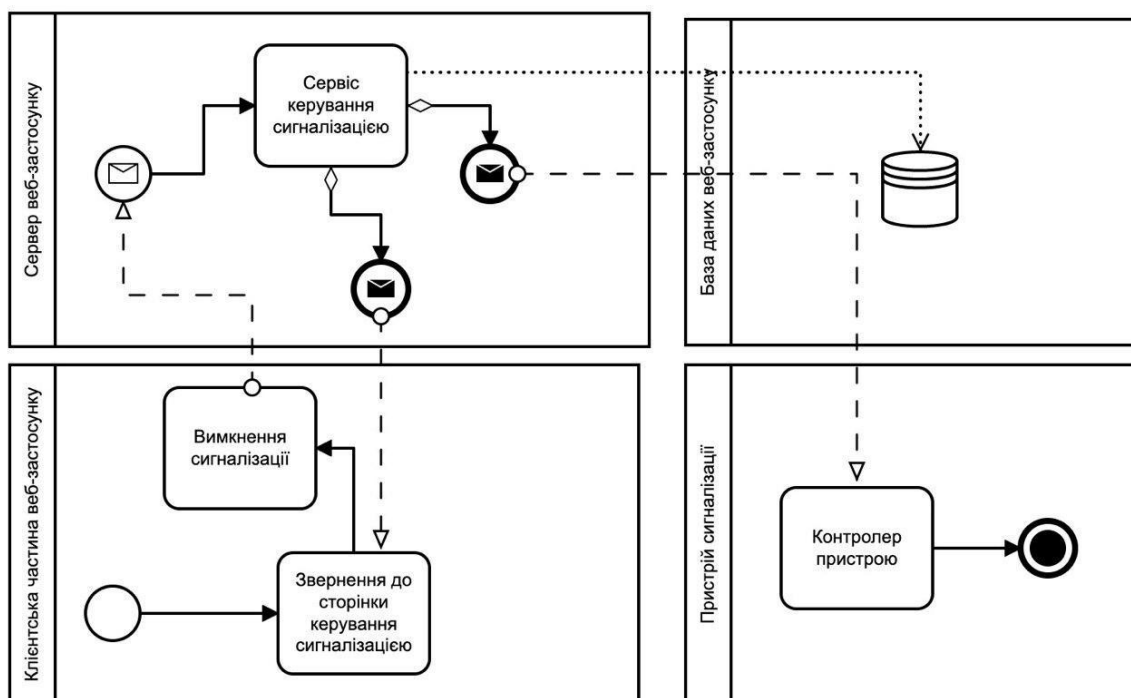 Сервер веб-застосунку
Сервіс
керування
сигналізацією
База даних веб-застосунку
Клієнтська частина веб-застосунку
Вимкнення
сигналізації
Звернення до
сторінки
керування
сигналізацією
Пристрій сигналізації
Контролер
пристрою